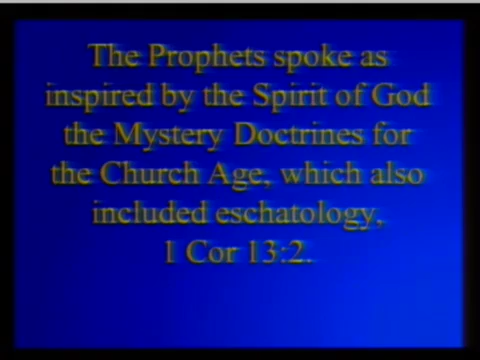 The Prophets spoke as
inspired by the Spirit of God
the Mystery Doctrines for
the Church Age, which also
included eschatology,
1 Cor 13:2.